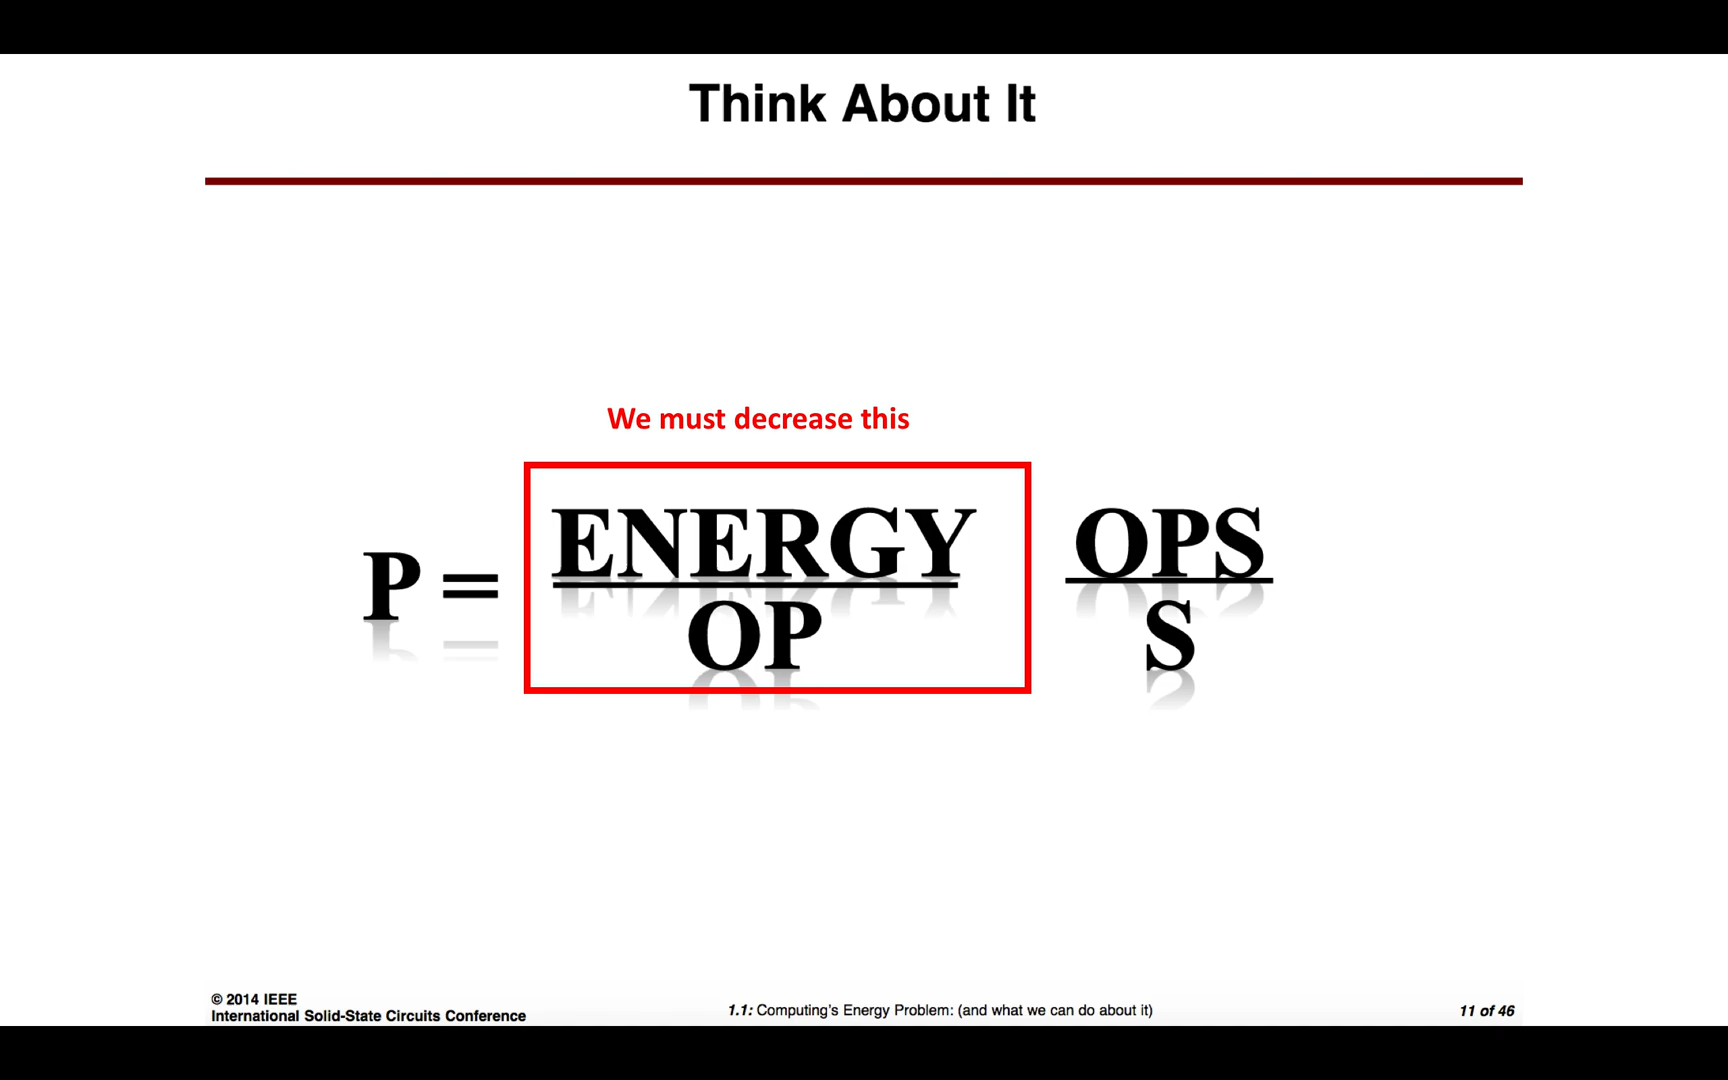 Think About It
We must decrease this
P = ENERGY OPS
OP S
© 2014 IEEE
International Solid-State Circuits Conference
1.1: Computing's Energy Problem: (and what we can do about it)
11 of 46